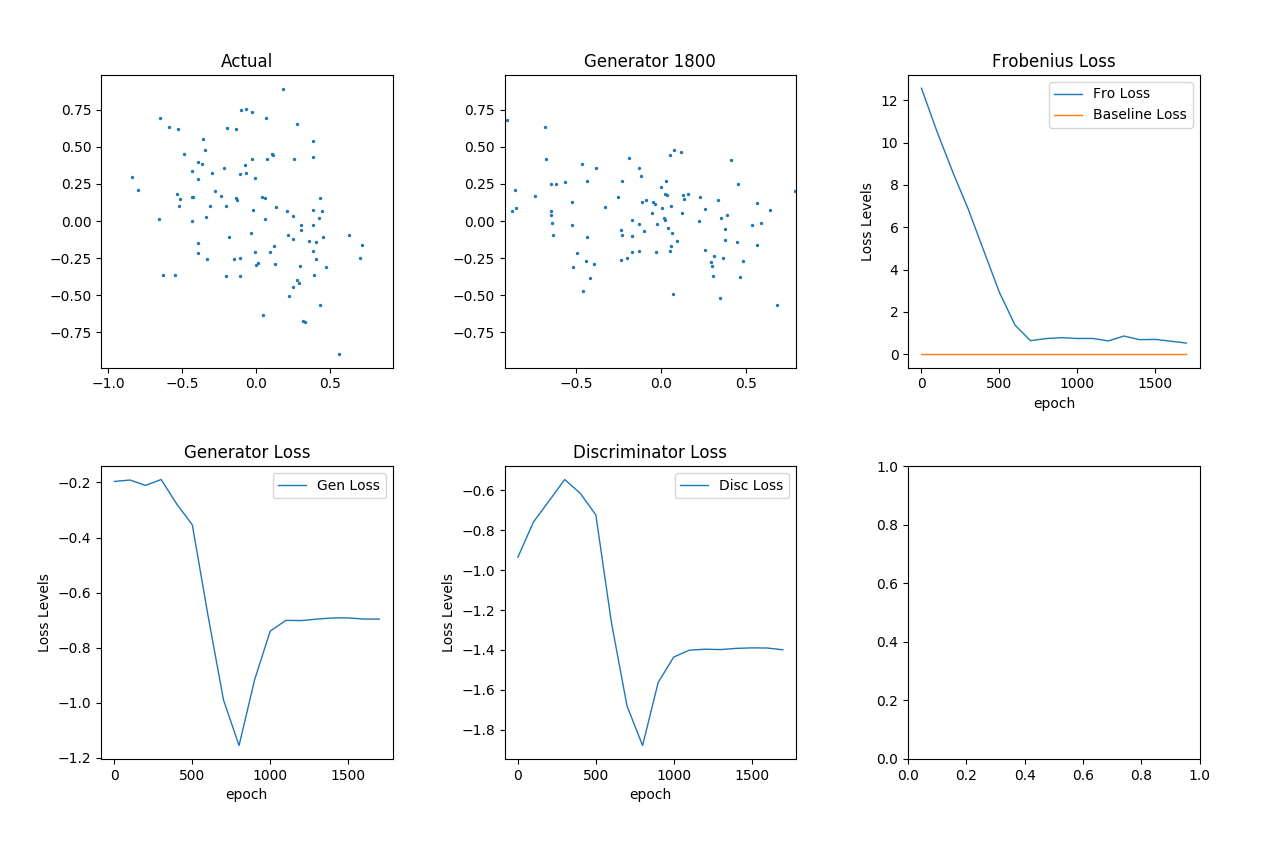 Actual
0.75
0.50
0.25
0.00
−0.25
−0.50
−0.75
−1.0 −0.5 0.0 0.5
Generator 1800
0.75
0.50
0.25
0.00
−0.25
−0.50
−0.75
−0.5 0.0 0.5
Frobenius Loss
Fro Loss
Baseline Loss
Loss Levels
12
10
8
6
4
2
0
0 500 1000 1500
epoch
Generator Loss
Gen Loss
Loss Levels
−0.2
−0.4
−0.6
−0.8
−1.0
−1.2
0 500 1000 1500
epoch
Discriminator Loss
Disc Loss
Loss Levels
−0.6
−0.8
−1.0
−1.2
−1.4
−1.6
−1.8
0 500 1000 1500
epoch
1.0
0.8
0.6
0.4
0.2
0.0
0.0 0.2 0.4 0.6 0.8 1.0